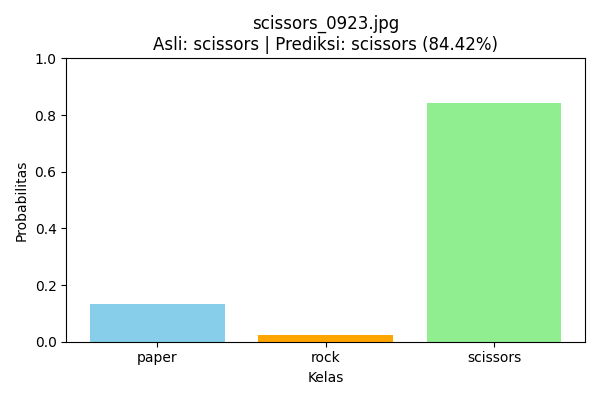 scissors_0923.jpg
Asli: scissors | Prediksi: scissors (84.42%)
1.0
0.8
0.6
0.4
0.2
0.0
Probabilitas
paper rock scissors
Kelas